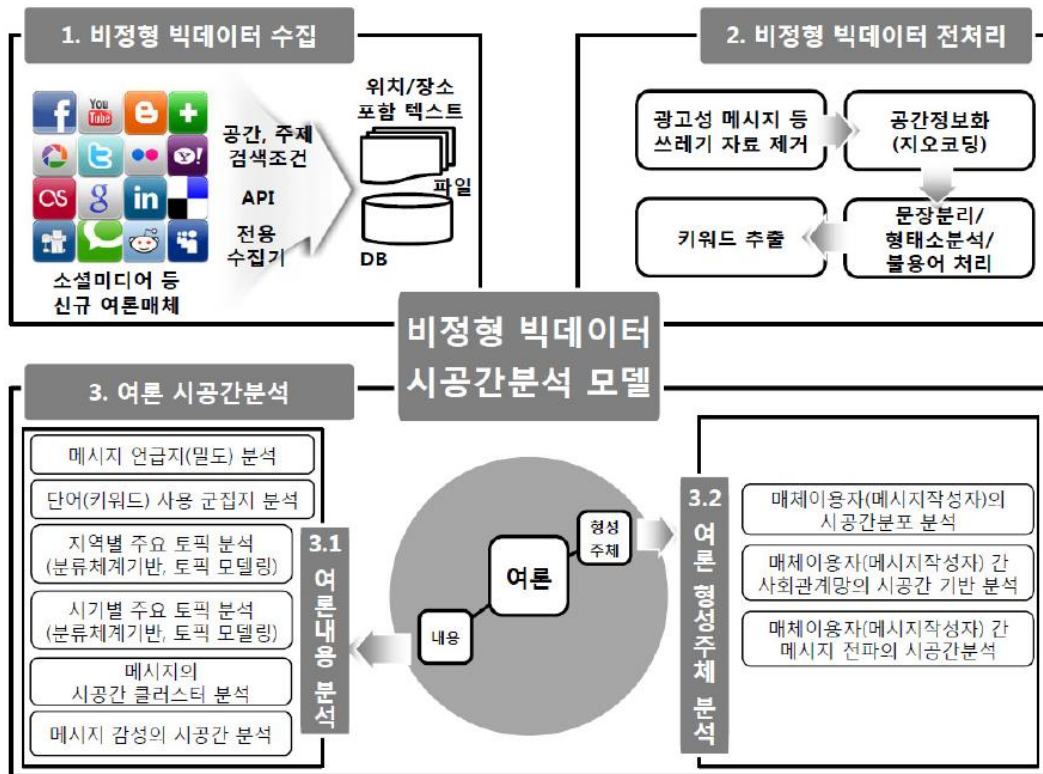 1. 비정형 빅데이터 수집
You
Tube
공간, 주제
검색조건
API
전용
수집기
위치/장소
포함 텍스트
파일
DB
소셜미디어 등
신규 여론매체
2. 비정형 빅데이터 전처리
광고성 메시지 등
쓰레기 자료 제거
공간정보화
(지오코딩)
문장분리/
형태소분석/
불용어 처리
키워드 추출
비정형 빅데이터
시공간분석 모델
3. 여론 시공간분석
메시지 언급지(밀도) 분석
단어(키워드) 사용 군집지 분석
지역별 주요 토픽 분석
(분류체계기반, 토픽 모델링)
시기별 주요 토픽 분석
(분류체계기반, 토픽 모델링)
메시지의
시공간 클러스터 분석
메시지 감성의 시공간 분석
3.1
여론내용 분석
여론
내용
형성
주체
3.2
여론 형성주체 분석
매체이용자(메시지작성자)의
시공간분포 분석
매체이용자(메시지작성자) 간
사회관계망의 시공간 기반 분석
매체이용자(메시지작성자) 간
메시지 전파의 시공간분석